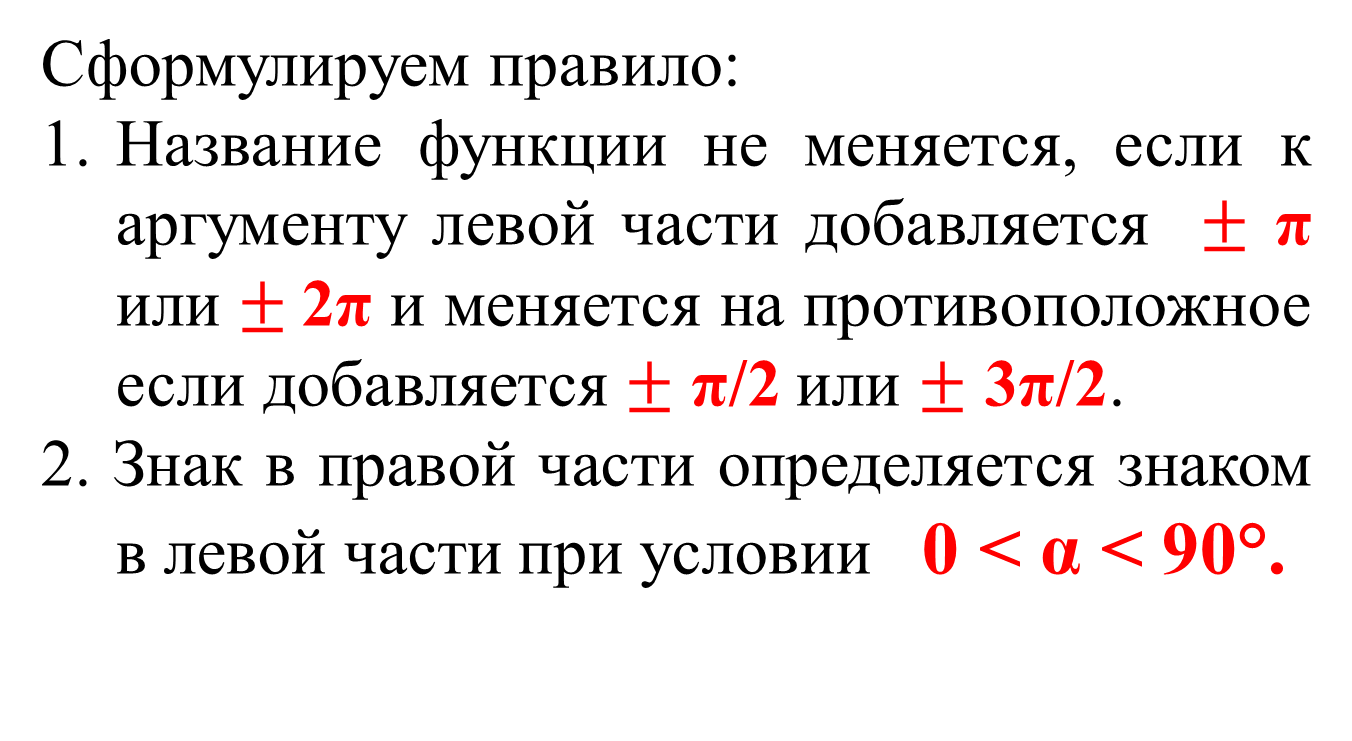 Сформулируем правило:
1. Название функции не меняется, если к
аргументу левой части добавляется ± π
или ± 2π и меняется на противоположное
если добавляется ± π/2 или ± 3π/2.
2. Знак в правой части определяется знаком
в левой части при условии 0 < α < 90°.